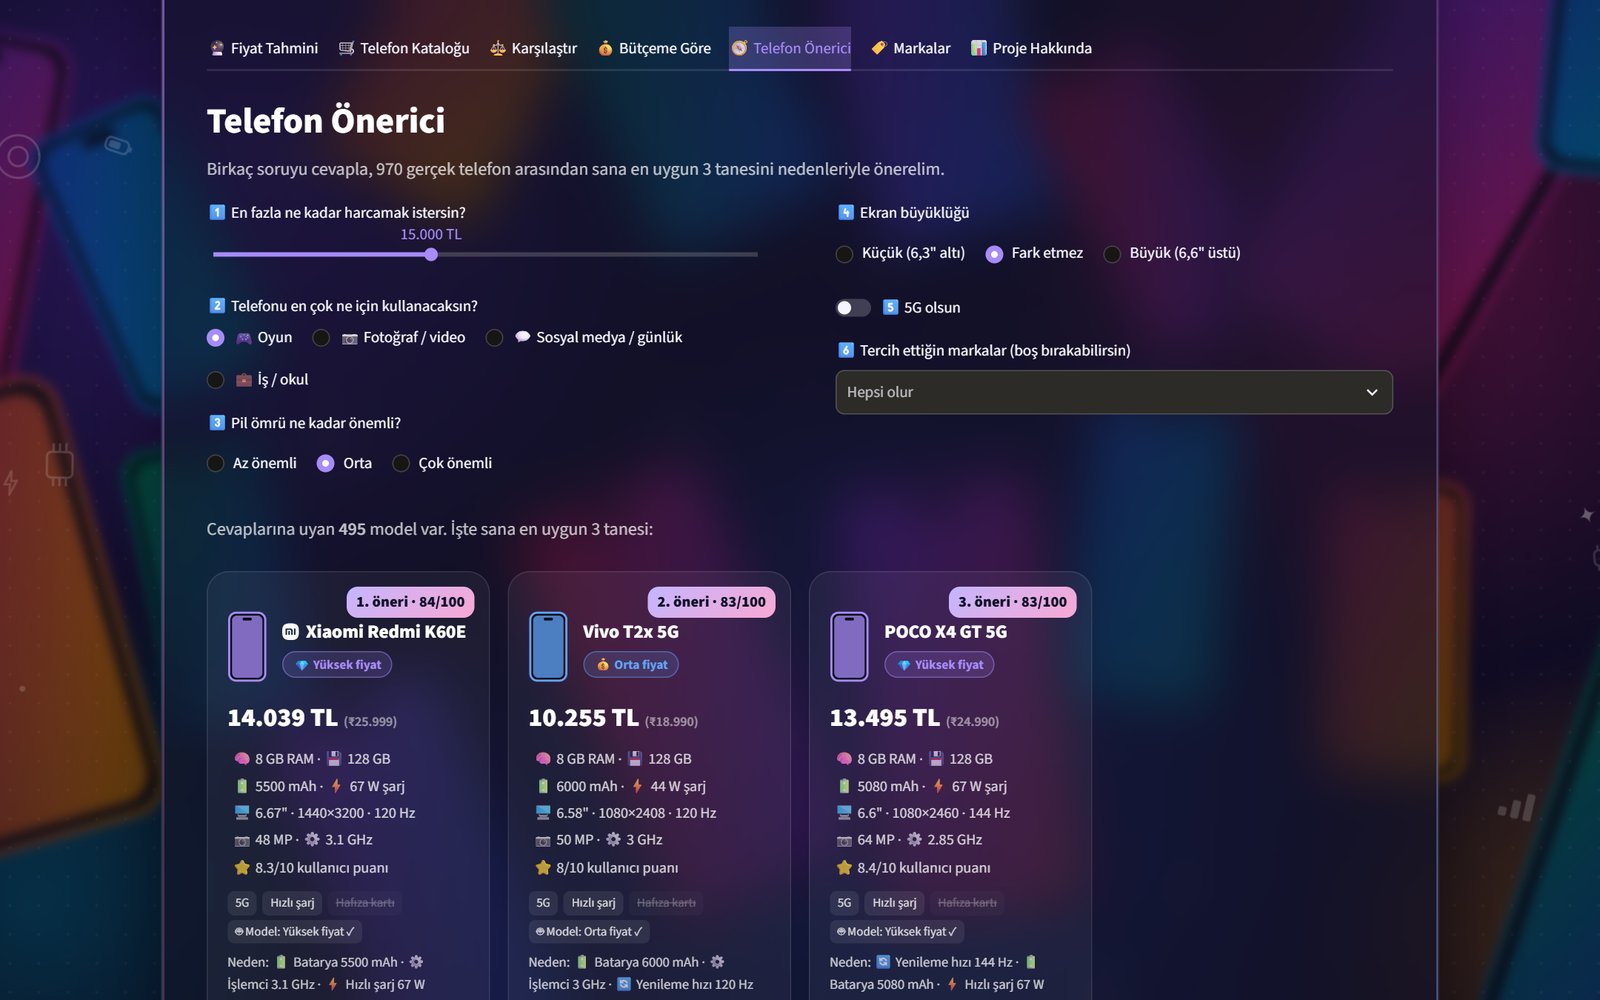 Fiyat Tahmini Telefon Kataloğu Karşılaştır Bütçeme Göre Telefon Önerici Markalar Proje Hakkında
Telefon Önerici
Birkaç soruyu cevapla, 970 gerçek telefon arasından sana en uygun 3 tanesini nedenleriyle önerelim.
1 En fazla ne kadar harcamak istersin?
15.000 TL
2 Telefonu en çok ne için kullanacaksın?
Oyun Fotoğraf / video Sosyal medya / günlük
İş / okul
3 Pil ömrü ne kadar önemli?
Az önemli Orta Çok önemli
4 Ekran büyüklüğü
Küçük (6,3" altı) Fark etmez Büyük (6,6" üstü)
5 5G olsun
6 Tercih ettiğin markalar (boş bırakabilirsin)
Hepsi olur
Cevaplarına uyan 495 model var. İşte sana en uygun 3 tanesi:
1. öneri · 84/100
Xiaomi Redmi K60E
Yüksek fiyat
14.039 TL (₹25.999)
8 GB RAM · 128 GB
5500 mAh · 67 W şarj
6.67" · 1440×3200 · 120 Hz
48 MP · 3.1 GHz
8.3/10 kullanıcı puanı
5G Hızlı şarj Hafıza kartı
Model: Yüksek fiyat ✓
Neden: Batarya 5500 mAh ·
İşlemci 3.1 GHz · Hızlı şarj 67 W
2. öneri · 83/100
Vivo T2x 5G
Orta fiyat
10.255 TL (₹18.990)
8 GB RAM · 128 GB
6000 mAh · 44 W şarj
6.58" · 1080×2408 · 120 Hz
50 MP · 3 GHz
8/10 kullanıcı puanı
5G Hızlı şarj Hafıza kartı
Model: Orta fiyat ✓
Neden: Batarya 6000 mAh ·
İşlemci 3 GHz · Yenileme hızı 120 Hz
3. öneri · 83/100
POCO X4 GT 5G
Yüksek fiyat
13.495 TL (₹24.990)
8 GB RAM · 128 GB
5080 mAh · 67 W şarj
6.6" · 1080×2460 · 144 Hz
64 MP · 2.85 GHz
8.4/10 kullanıcı puanı
5G Hızlı şarj Hafıza kartı
Model: Yüksek fiyat ✓
Neden: Yenileme hızı 144 Hz ·
Batarya 5080 mAh · Hızlı şarj 67 W